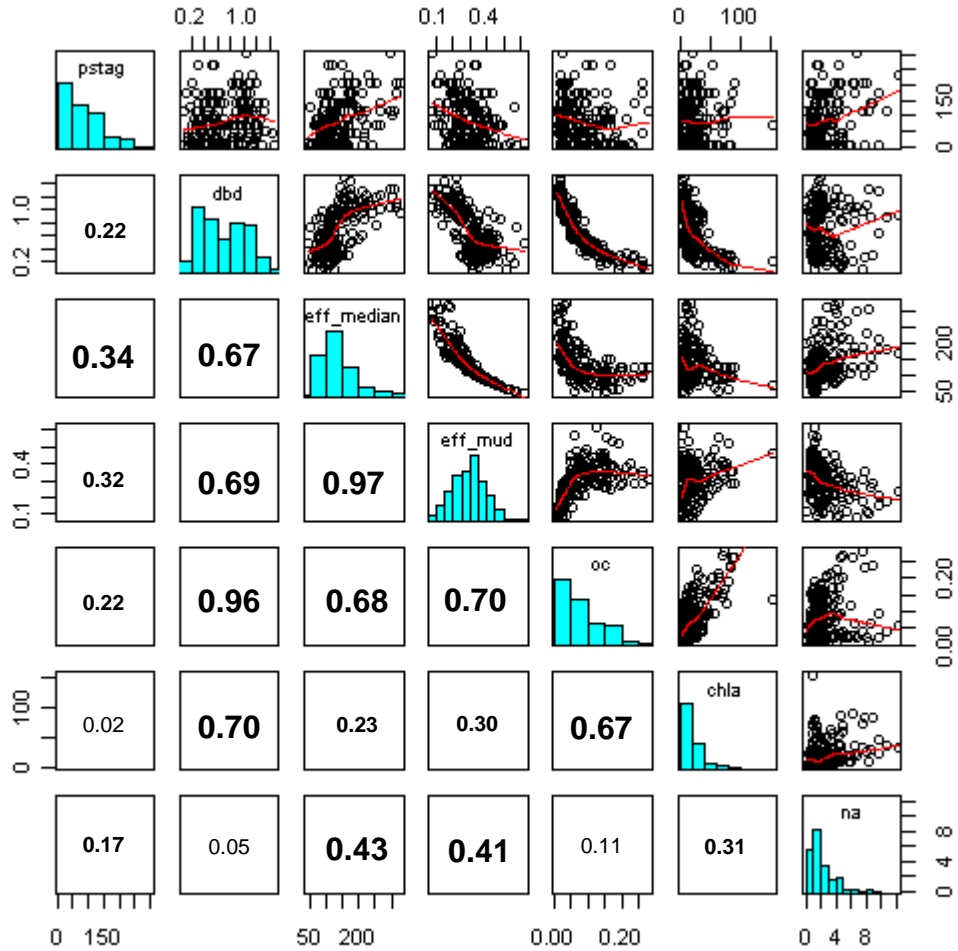 0.2 1.0 0.1 0.4 0 100
pstag
0 150
0.2 1.0
0.22
dbd
0.34 0.67
eff_median
50 200
0.1 0.4
0.32 0.69 0.97
eff_mud
0.22 0.96 0.68 0.70
oc
0.00 0.20
0 100
0.02 0.70 0.23 0.30 0.67
chla
0.17 0.05 0.43 0.41 0.11 0.31
na
0 4 8
0 150 50 200 0.00 0.20 0 4 8